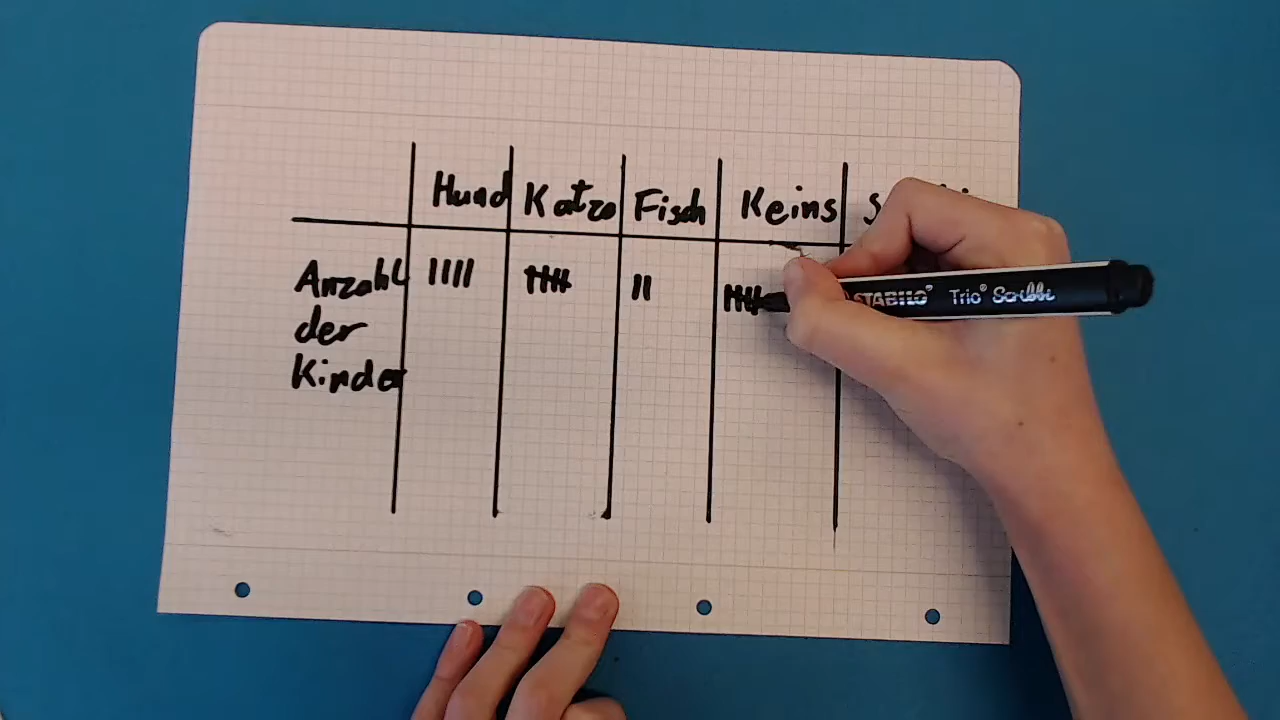 Hund Katze Fisch Keins
Anzahl
der
Kinder
STABILO Trio Scribbi